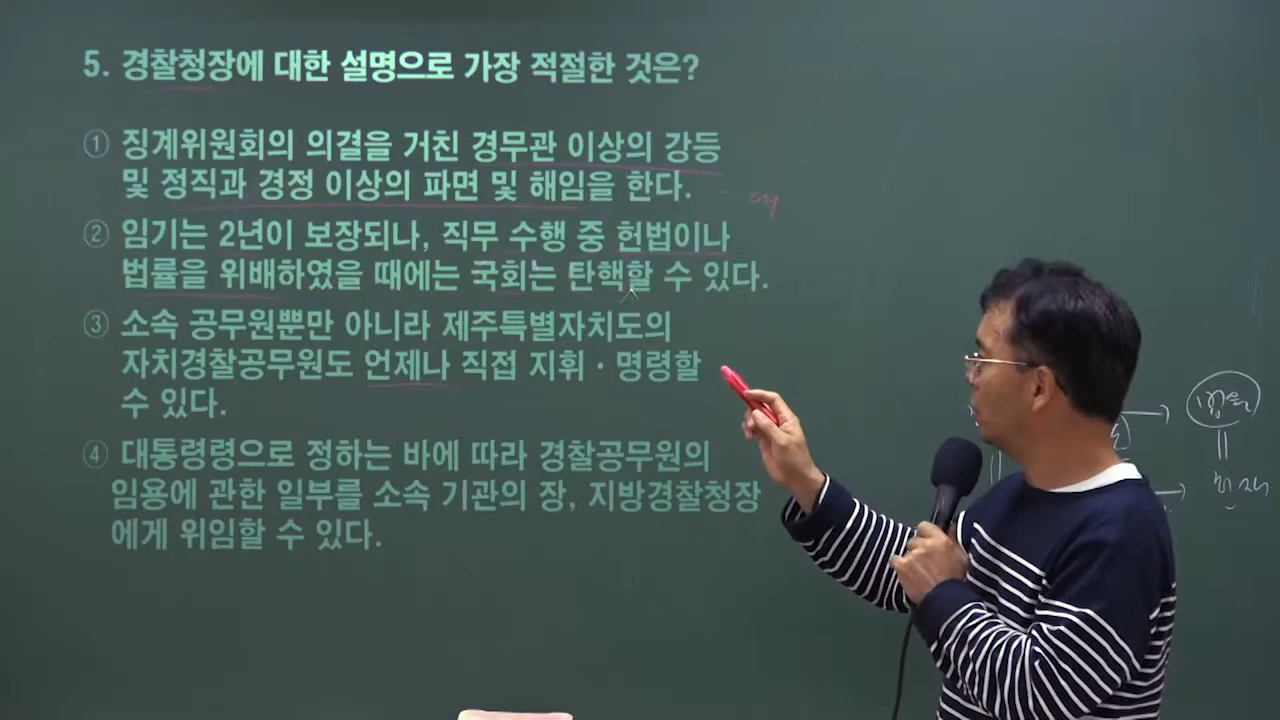 5. 경찰청장에 대한 설명으로 가장 적절한 것은?
① 징계위원회의 의결을 거친 경무관 이상의 강등
및 정직과 경정 이상의 파면 및 해임을 한다.
② 임기는 2년이 보장되나, 직무 수행 중 헌법이나
법률을 위배하였을 때에는 국회는 탄핵할 수 있다.
③ 소속 공무원뿐만 아니라 제주특별자치도의
자치경찰공무원도 언제나 직접 지휘·명령할
수 있다.
④ 대통령령으로 정하는 바에 따라 경찰공무원의
임용에 관한 일부를 소속 기관의 장, 지방경찰청장
에게 위임할 수 있다.